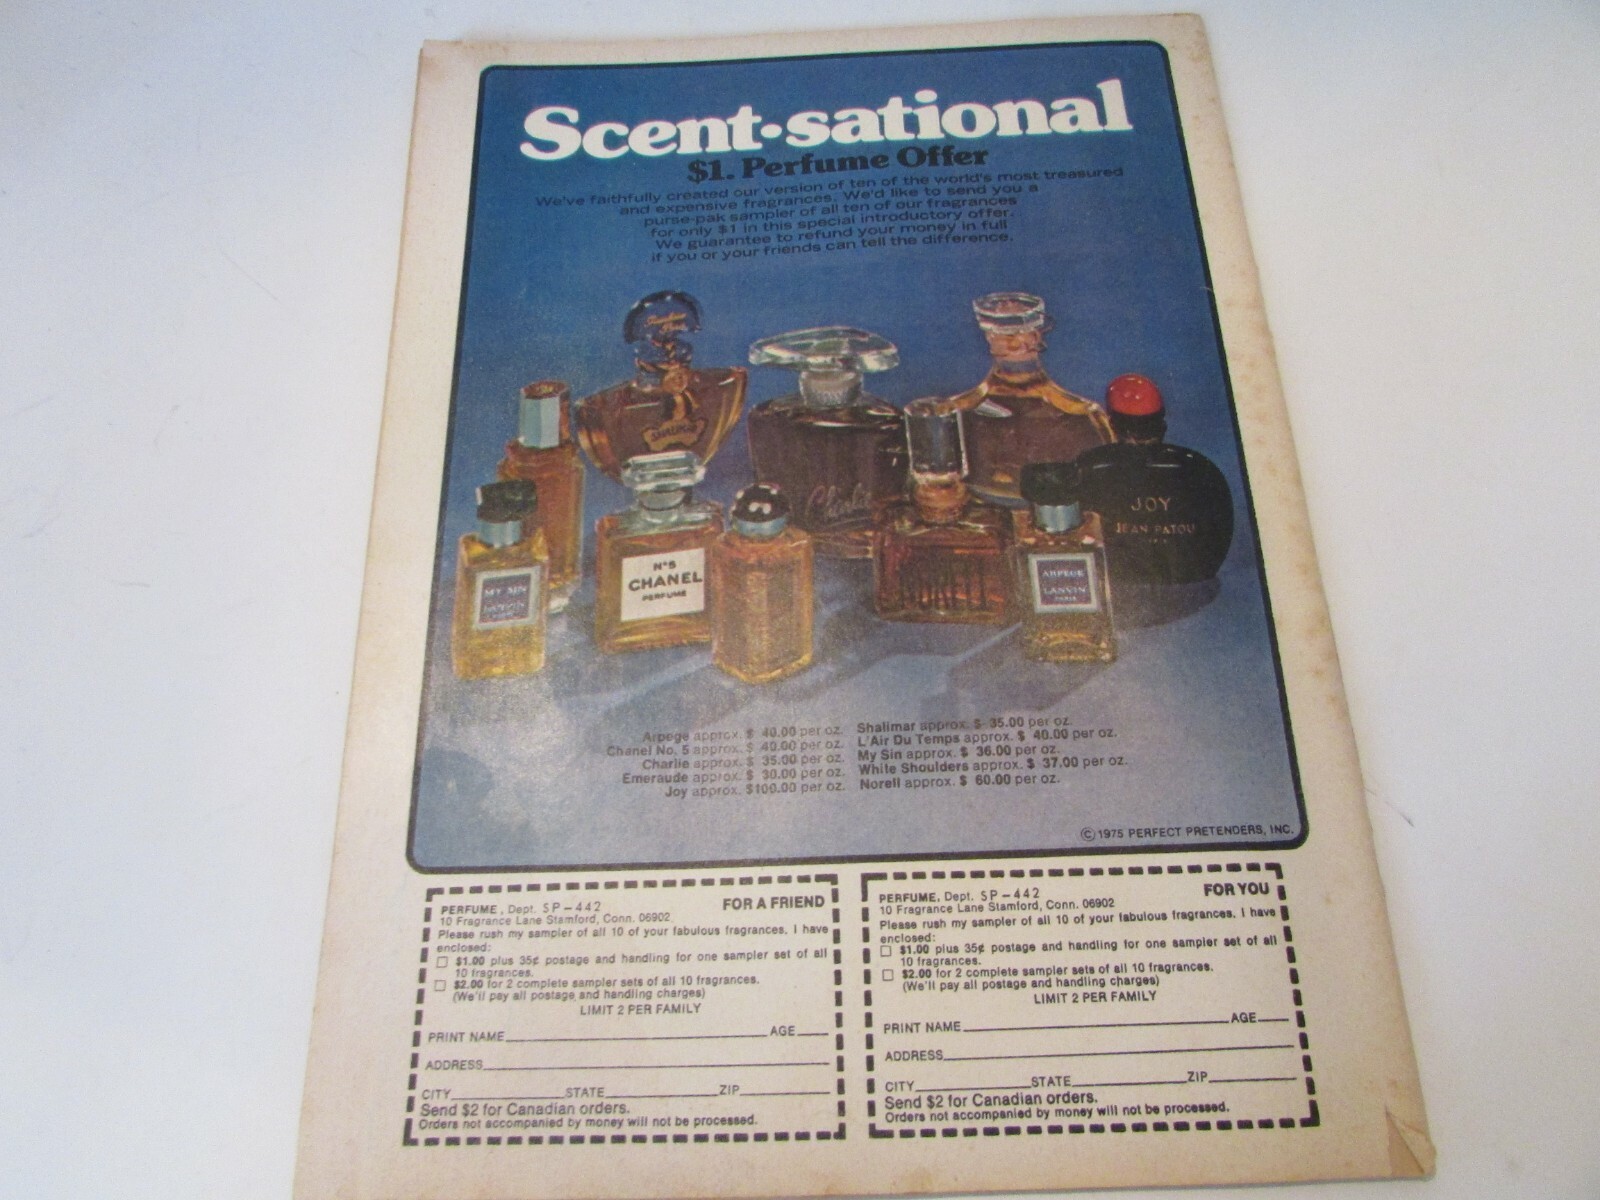 Scent•sational
$1. Perfume Offer
We've faithfully created our version of ten of the world's most treasured
and expensive fragrances. We'd like to send you a
purse-pak sampler of all ten of our fragrances
for only $1 in this special introductory offer.
We guarantee to refund your money in full
if you or your friends can tell the difference.
SHALIMAR
Charlie
JOY
JEAN PATOU
N°5
CHANEL
PERFUME
MY SIN
LANVIN
NORELL
ARPEGE
LANVIN
PARIS
Arpege approx. $ 40.00 per oz.
Chanel No. 5 approx. $ 40.00 per oz.
Charlie approx. $ 35.00 per oz.
Emeraude approx. $ 30.00 per oz.
Joy approx. $100.00 per oz.
Shalimar approx. $ 35.00 per oz.
L'Air Du Temps approx. $ 40.00 per oz.
My Sin approx. $ 36.00 per oz.
White Shoulders approx. $ 37.00 per oz.
Norell approx. $ 60.00 per oz.
© 1975 PERFECT PRETENDERS, INC.
PERFUME, Dept. SP-442 FOR A FRIEND
10 Fragrance Lane Stamford, Conn. 06902
Please rush my sampler of all 10 of your fabulous fragrances. I have
enclosed:
☐ $1.00 plus 35¢ postage and handling for one sampler set of all
10 fragrances.
☐ $2.00 for 2 complete sampler sets of all 10 fragrances.
(We'll pay all postage and handling charges)
LIMIT 2 PER FAMILY
PRINT NAME AGE
ADDRESS
CITY STATE ZIP
Send $2 for Canadian orders.
Orders not accompanied by money will not be processed.
PERFUME, Dept. SP-442 FOR YOU
10 Fragrance Lane Stamford, Conn. 06902
Please rush my sampler of all 10 of your fabulous fragrances. I have
enclosed:
☐ $1.00 plus 35¢ postage and handling for one sampler set of all
10 fragrances.
☐ $2.00 for 2 complete sampler sets of all 10 fragrances.
(We'll pay all postage and handling charges)
LIMIT 2 PER FAMILY
PRINT NAME AGE
ADDRESS
CITY STATE ZIP
Send $2 for Canadian orders.
Orders not accompanied by money will not be processed.